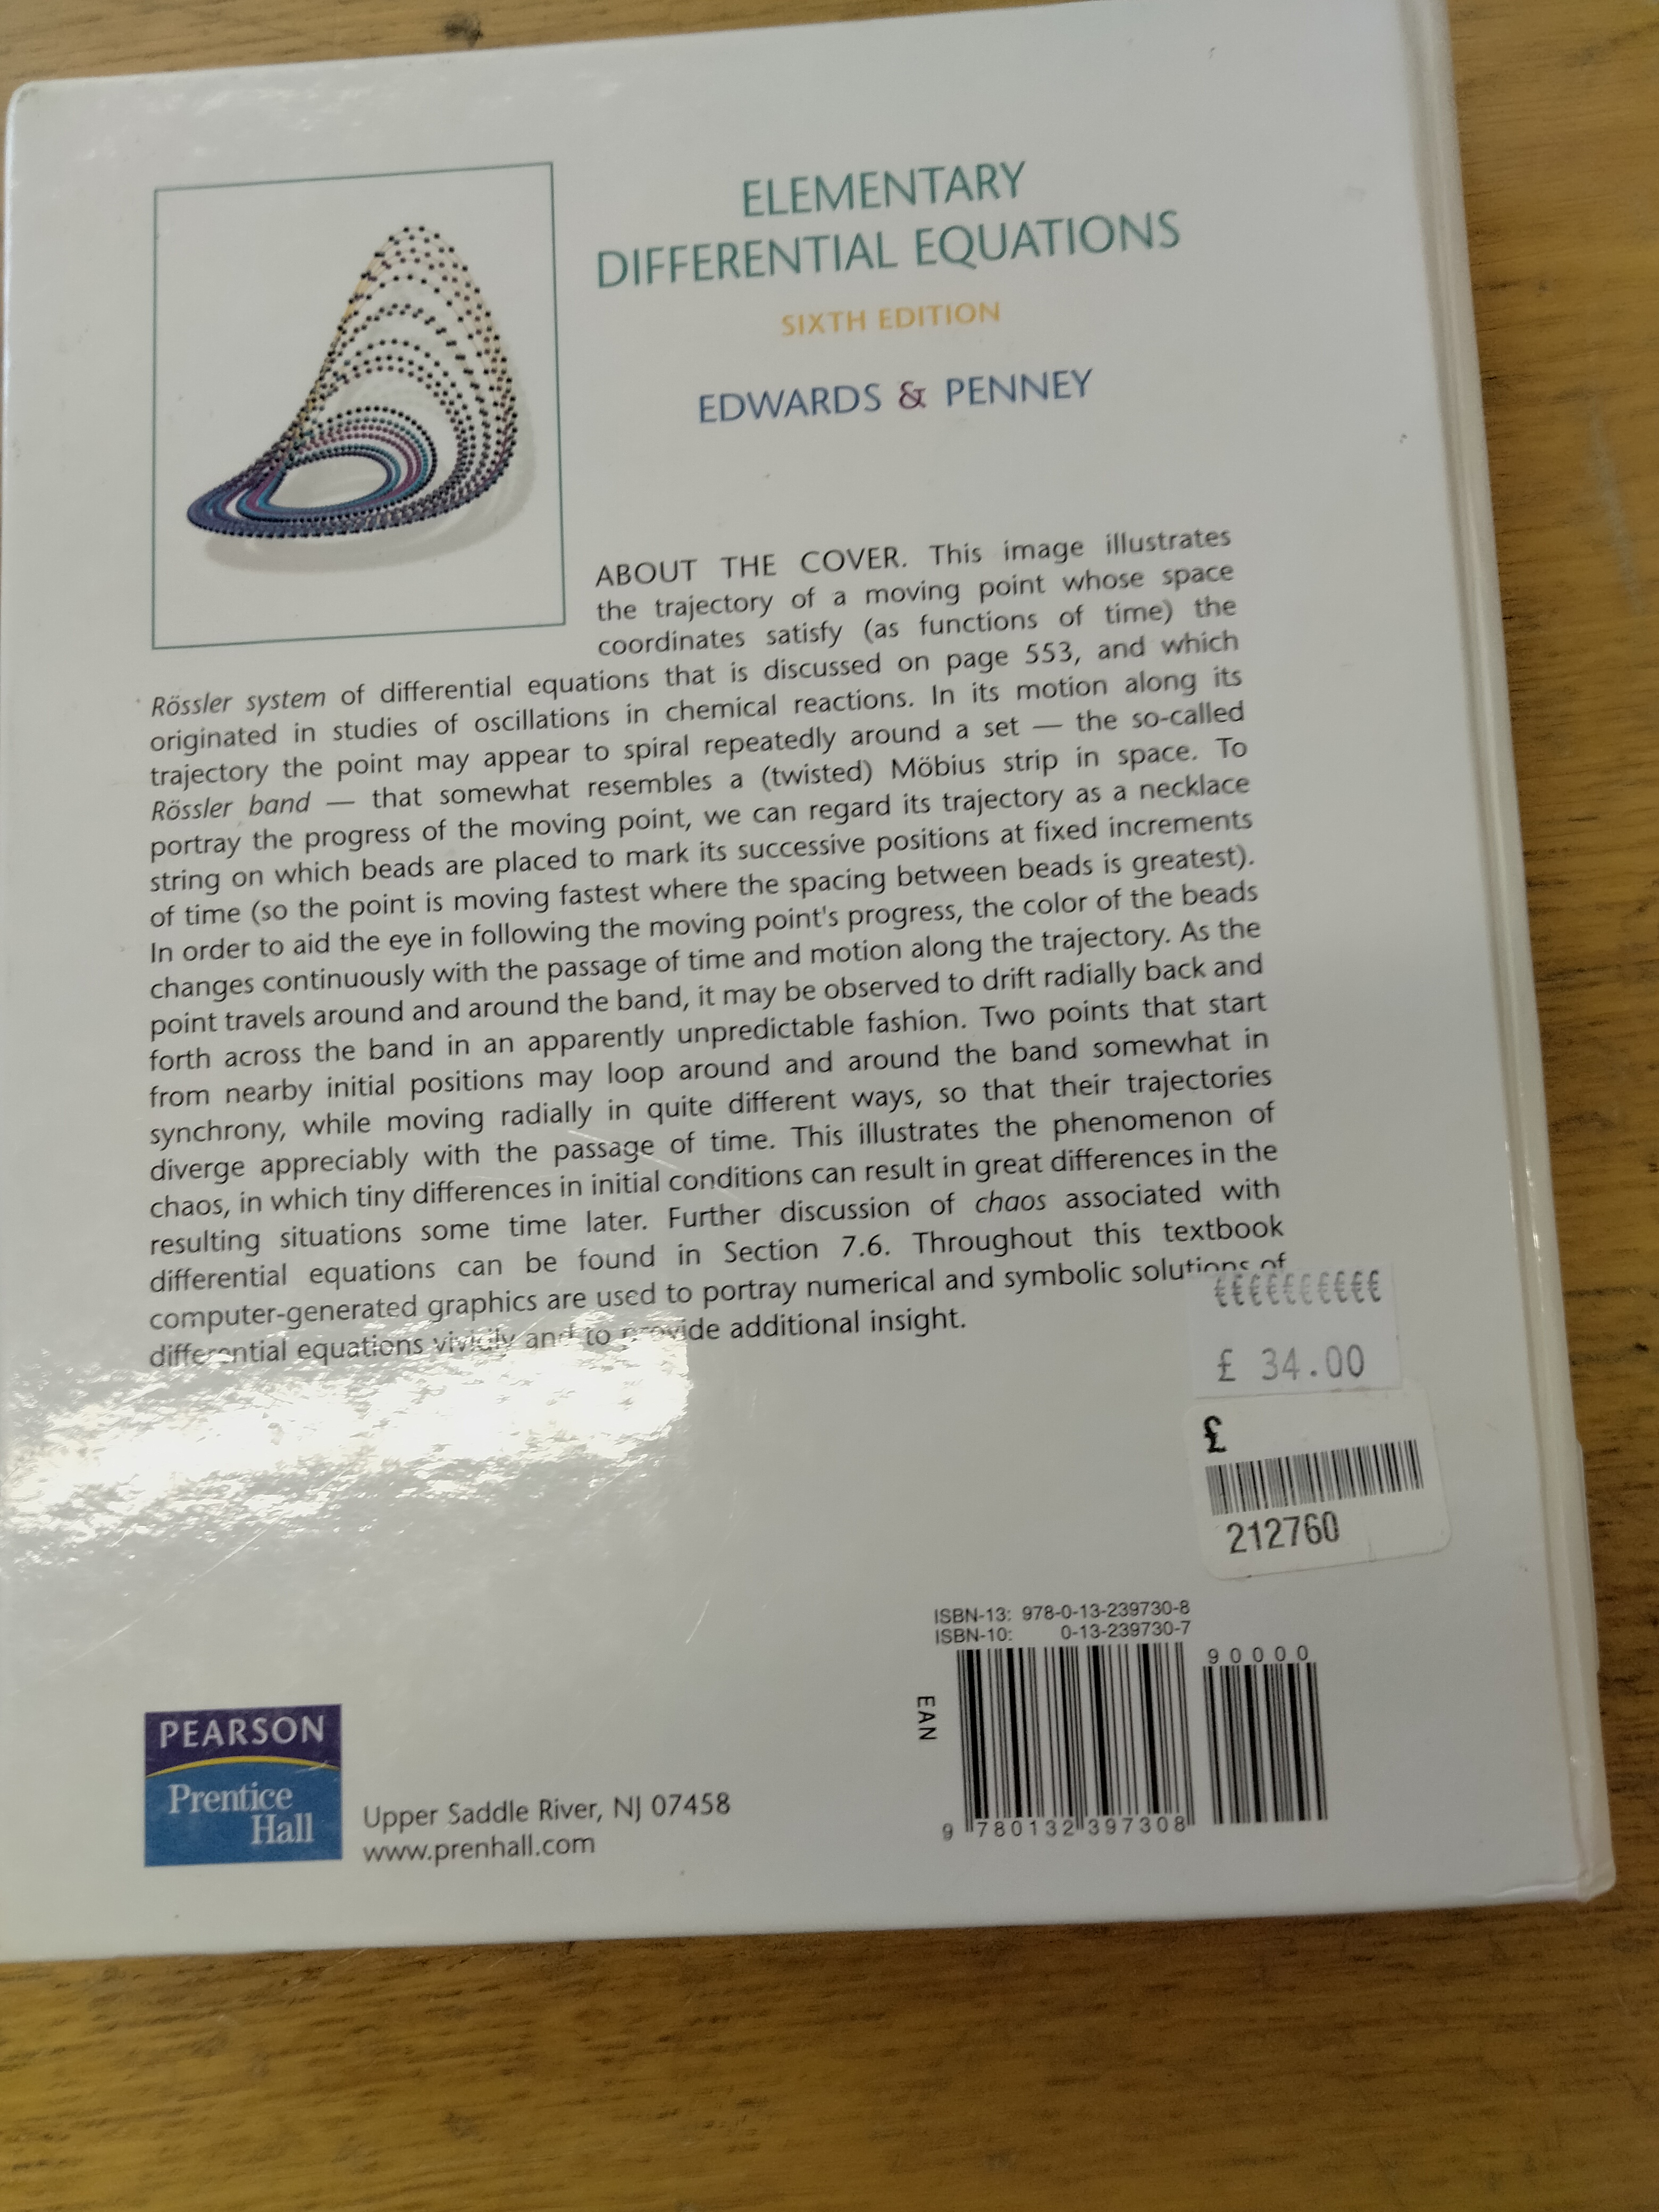 ELEMENTARY
DIFFERENTIAL EQUATIONS
SIXTH EDITION
EDWARDS & PENNEY
ABOUT THE COVER. This image illustrates
the trajectory of a moving point whose space
coordinates satisfy (as functions of time) the
Rössler system of differential equations that is discussed on page 553, and which
originated in studies of oscillations in chemical reactions. In its motion along its
trajectory the point may appear to spiral repeatedly around a set — the so-called
Rössler band — that somewhat resembles a (twisted) Möbius strip in space. To
portray the progress of the moving point, we can regard its trajectory as a necklace
string on which beads are placed to mark its successive positions at fixed increments
of time (so the point is moving fastest where the spacing between beads is greatest).
In order to aid the eye in following the moving point's progress, the color of the beads
changes continuously with the passage of time and motion along the trajectory. As the
point travels around and around the band, it may be observed to drift radially back and
forth across the band in an apparently unpredictable fashion. Two points that start
from nearby initial positions may loop around and around the band somewhat in
synchrony, while moving radially in quite different ways, so that their trajectories
diverge appreciably with the passage of time. This illustrates the phenomenon of
chaos, in which tiny differences in initial conditions can result in great differences in the
resulting situations some time later. Further discussion of chaos associated with
differential equations can be found in Section 7.6. Throughout this textbook
computer-generated graphics are used to portray numerical and symbolic solutions of
differential equations vividly and to provide additional insight.
££££££££££
£ 34.00
£
212760
ISBN-13: 978-0-13-239730-8
ISBN-10: 0-13-239730-7
90000
EAN
9 780132 397308
PEARSON
Prentice
Hall
Upper Saddle River, NJ 07458
www.prenhall.com